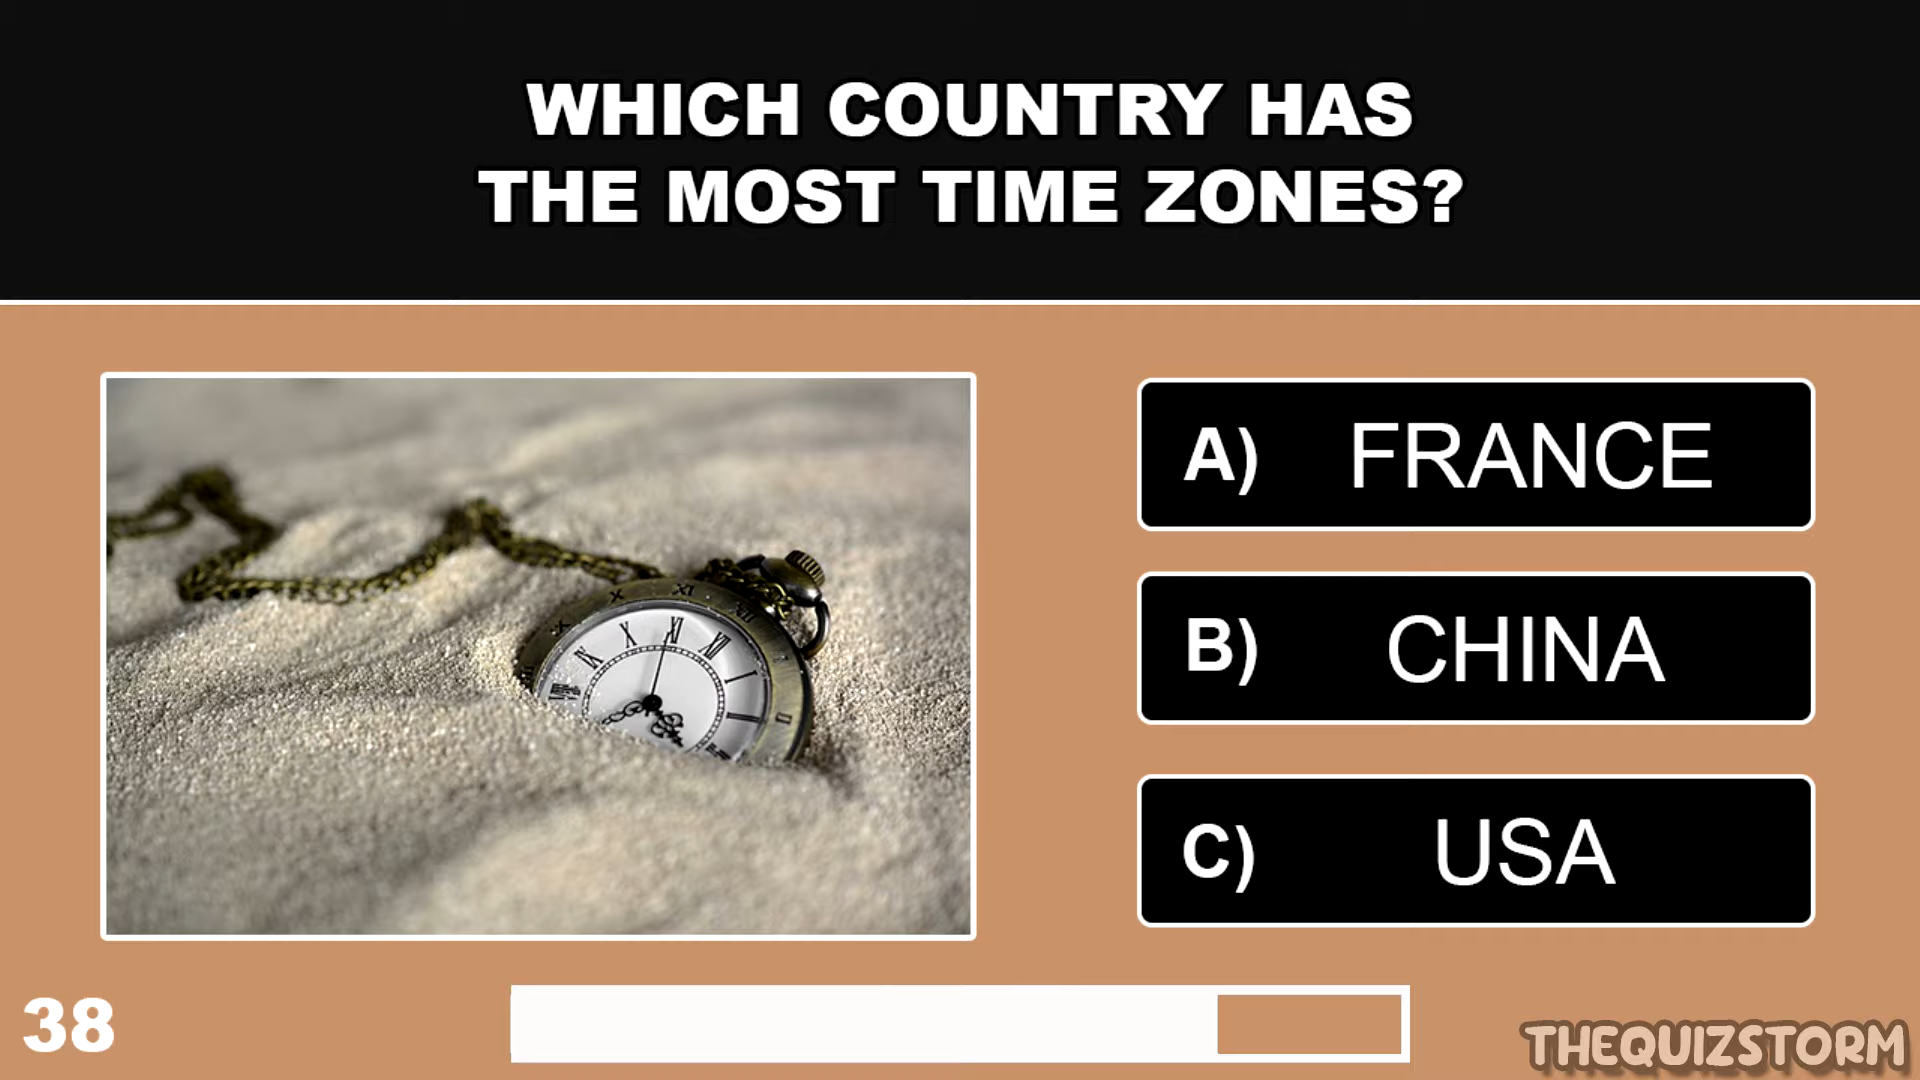 WHICH COUNTRY HAS
THE MOST TIME ZONES?
A) FRANCE
B) CHINA
C) USA
38
THEQUIZSTORM